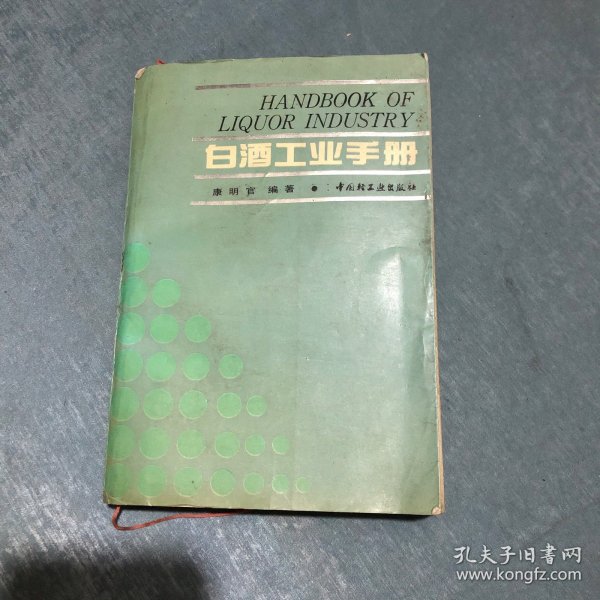 HANDBOOK OF
LIQUOR INDUSTRY
白酒工业手册
康明官 编著 ● 中国轻工业出版社
孔夫子旧书网
www.kongfz.com